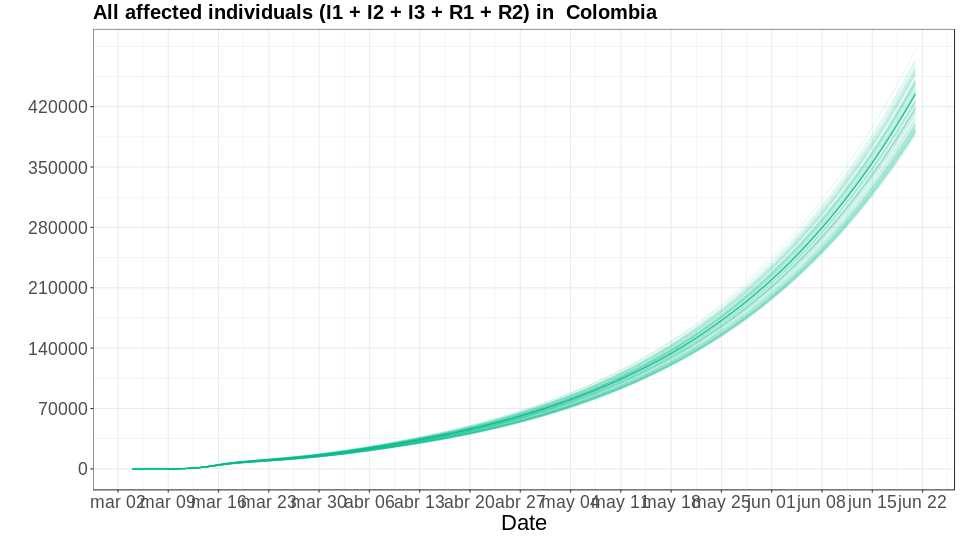 All affected individuals (I1 + I2 + I3 + R1 + R2) in  Colombia
420000
350000
280000
210000
140000
70000
0
mar 02 mar 09 mar 16 mar 23 mar 30 abr 06 abr 13 abr 20 abr 27 may 04 may 11 may 18 may 25 jun 01 jun 08 jun 15 jun 22
Date